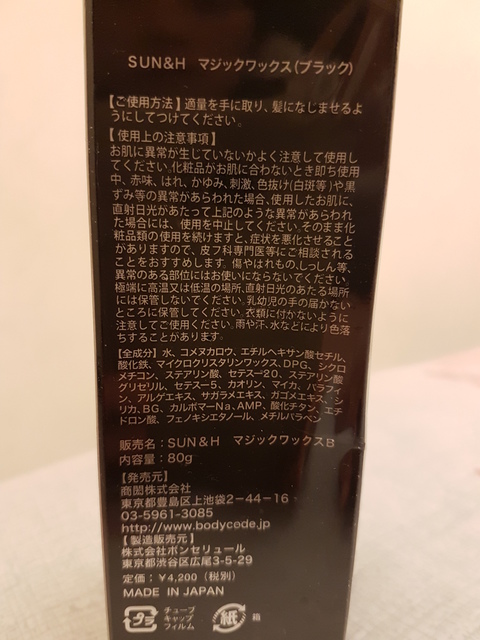 SUN&H マジックワックス(ブラック)
【ご使用方法】適量を手に取り、髪になじませるよ
うにしてつけてください。
【使用上の注意事項】
お肌に異常が生じていないかよく注意して使用し
てください。化粧品がお肌に合わないとき即ち使用
中、赤味、はれ、かゆみ、刺激、色抜け(白斑等)や黒
ずみ等の異常があらわれた場合、使用したお肌に、
直射日光があたって上記のような異常があらわれ
た場合には、使用を中止してください。そのまま化
粧品類の使用を続けますと、症状を悪化させること
がありますので、皮フ科専門医等にご相談される
ことをおすすめします。傷やはれもの、しっしん等、
異常のある部位にはお使いにならないでください。
極端に高温又は低温の場所、直射日光のあたる場所
には保管しないでください。乳幼児の手の届かない
ところに保管してください。衣類に付かないように
注意してご使用ください。雨や汗、水などにより色落
ちすることがあります。
【全成分】水、コメヌカロウ、エチルヘキサン酸セチル、
酸化鉄、マイクロクリスタリンワックス、DPG、シクロ
メチコン、ステアリン酸、セテス-20、ステアリン酸
グリセリル、セテス-5、カオリン、マイカ、パラフィ
ン、アルゲエキス、サガラメエキス、ガゴメエキス、シ
リカ、BG、カルボマーNa、AMP、酸化チタン、エチ
ドロン酸、フェノキシエタノール、メチルパラベン
販売名:SUN&H マジックワックスB
内容量:80g
【発売元】
商閎株式会社
東京都豊島区上池袋2-44-16
03-5961-3085
http://www.bodycede.jp
【製造販売元】
株式会社ボンセリュール
東京都渋谷区広尾3-5-29
定価:¥4,200(税別)
MADE IN JAPAN
プラ
チューブ
キャップ
フィルム
紙
箱